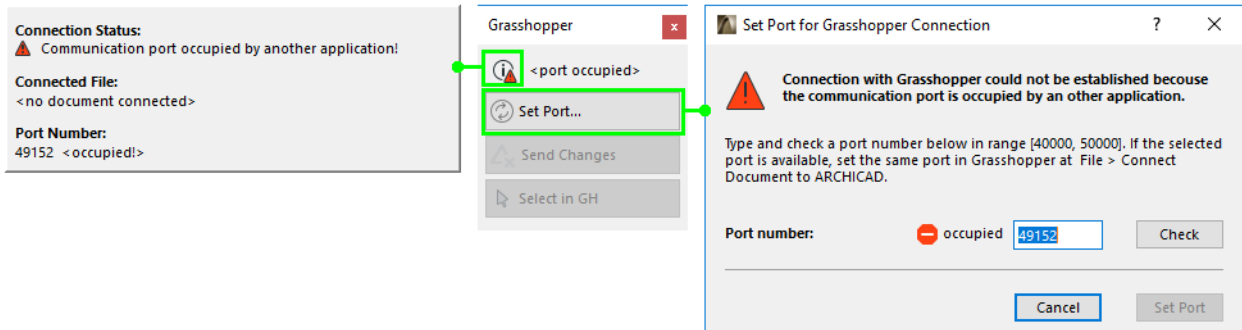 Connection Status:
Communication port occupied by another application!
Connected File:
<no document connected>
Port Number:
49152 <occupied!>
Grasshopper
x
<port occupied>
Set Port...
Send Changes
Select in GH
Set Port for Grasshopper Connection
?
Connection with Grasshopper could not be established becouse
the communication port is occupied by an other application.
Type and check a port number below in range [40000, 50000]. If the selected
port is available, set the same port in Grasshopper at File > Connect
Document to ARCHICAD.
Port number:
occupied
49152
Check
Cancel
Set Port